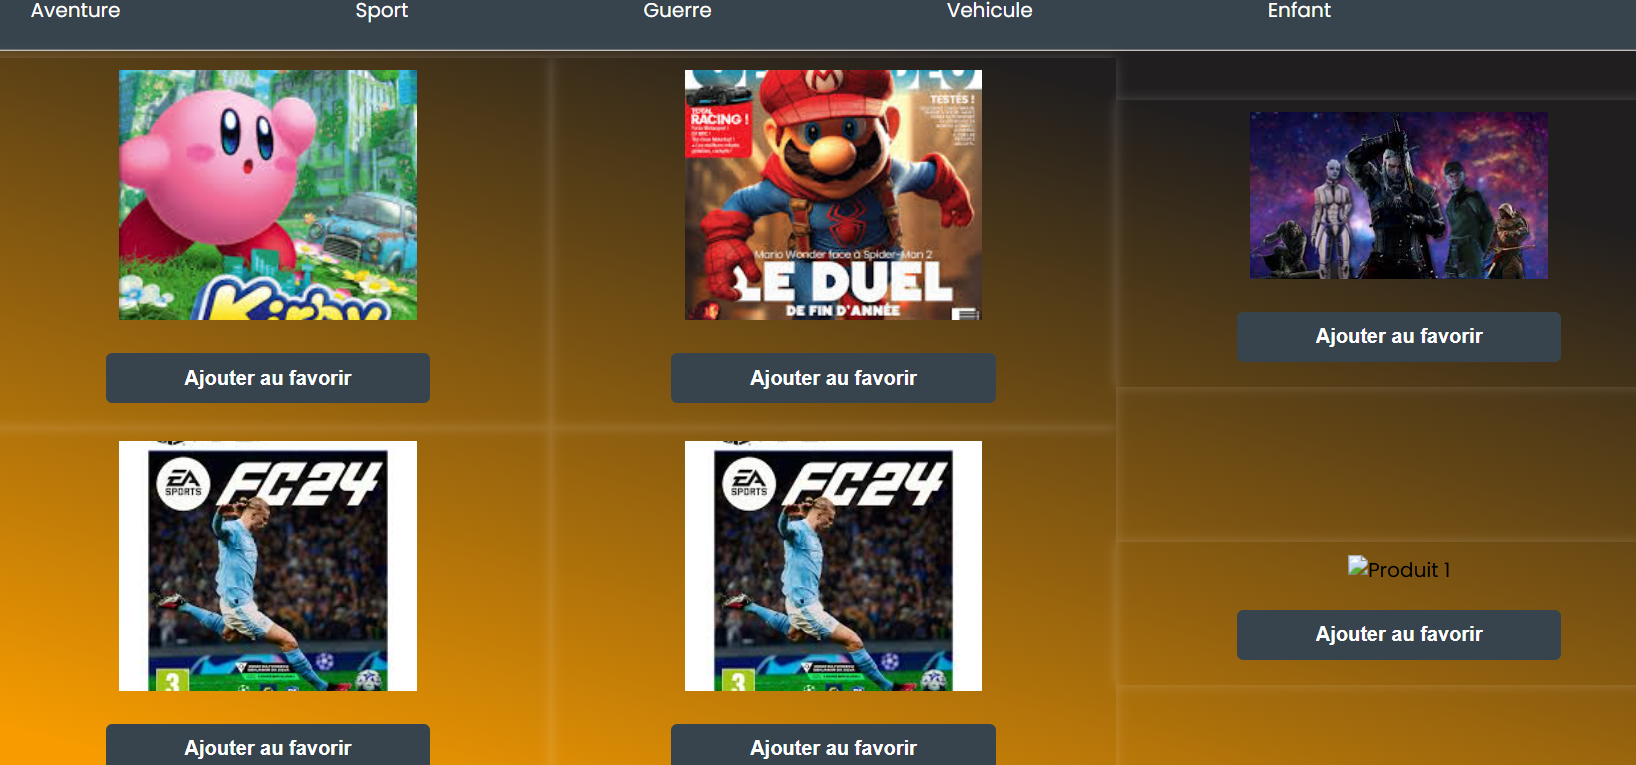 Aventure
Sport
Guerre
Vehicule
Enfant
Kirby
TESTÉS !
TOTAL
RACING !
Mario Wonder face à Spider-Man 2
LE DUEL
DE FIN D'ANNÉE
Ajouter au favorir
Ajouter au favorir
Ajouter au favorir
EA
SPORTS
FC24
3
EA
SPORTS
FC24
3
Produit 1
Ajouter au favorir
Ajouter au favorir
Ajouter au favorir